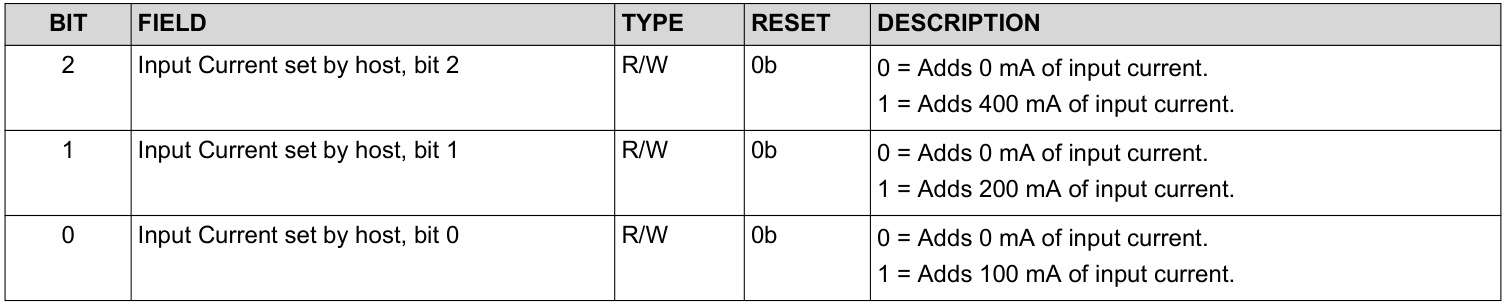 BIT FIELD TYPE RESET DESCRIPTION
2 Input Current set by host, bit 2 R/W 0b 0 = Adds 0 mA of input current.
1 = Adds 400 mA of input current.
1 Input Current set by host, bit 1 R/W 0b 0 = Adds 0 mA of input current.
1 = Adds 200 mA of input current.
0 Input Current set by host, bit 0 R/W 0b 0 = Adds 0 mA of input current.
1 = Adds 100 mA of input current.